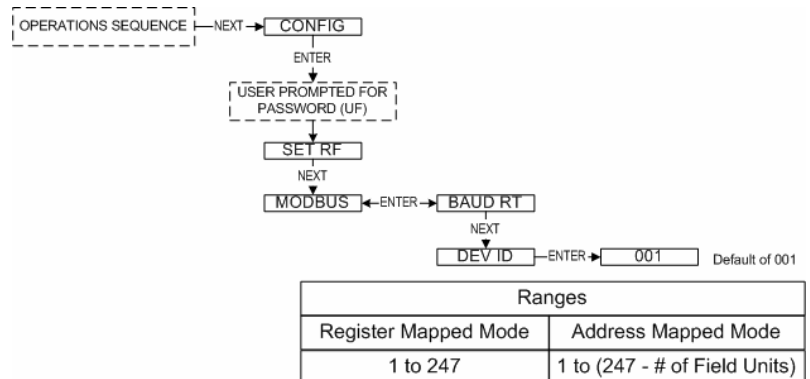 OPERATIONS SEQUENCE
NEXT
CONFIG
ENTER
USER PROMPTED FOR
PASSWORD (UF)
SET RF
NEXT
MODBUS
ENTER
BAUD RT
NEXT
DEV ID
ENTER
001
Default of 001
Ranges
Register Mapped Mode
Address Mapped Mode
1 to 247
1 to (247 - # of Field Units)